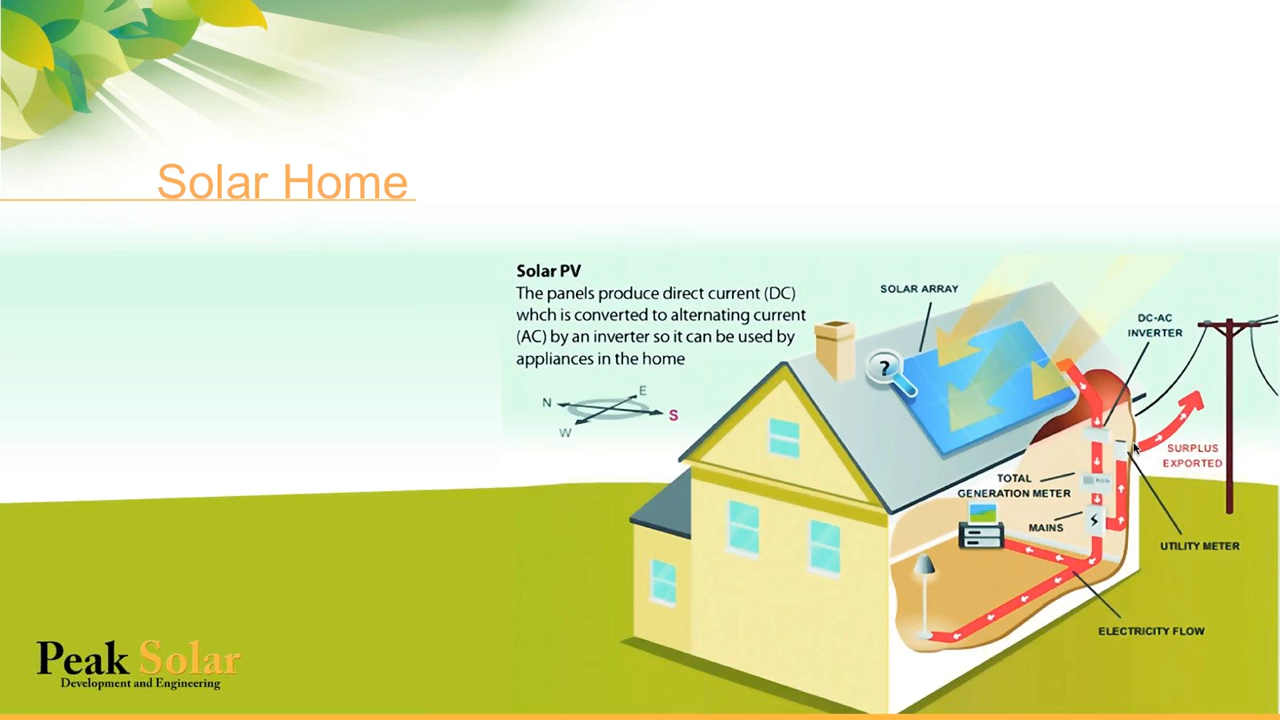 Solar Home
Solar PV
The panels produce direct current (DC)
whch is converted to alternating current
(AC) by an inverter so it can be used by
appliances in the home
N
E
S
W
SOLAR ARRAY
?
DC-AC
INVERTER
SURPLUS
EXPORTED
TOTAL
GENERATION METER
MAINS
UTILITY METER
ELECTRICITY FLOW
Peak Solar
Development and Engineering